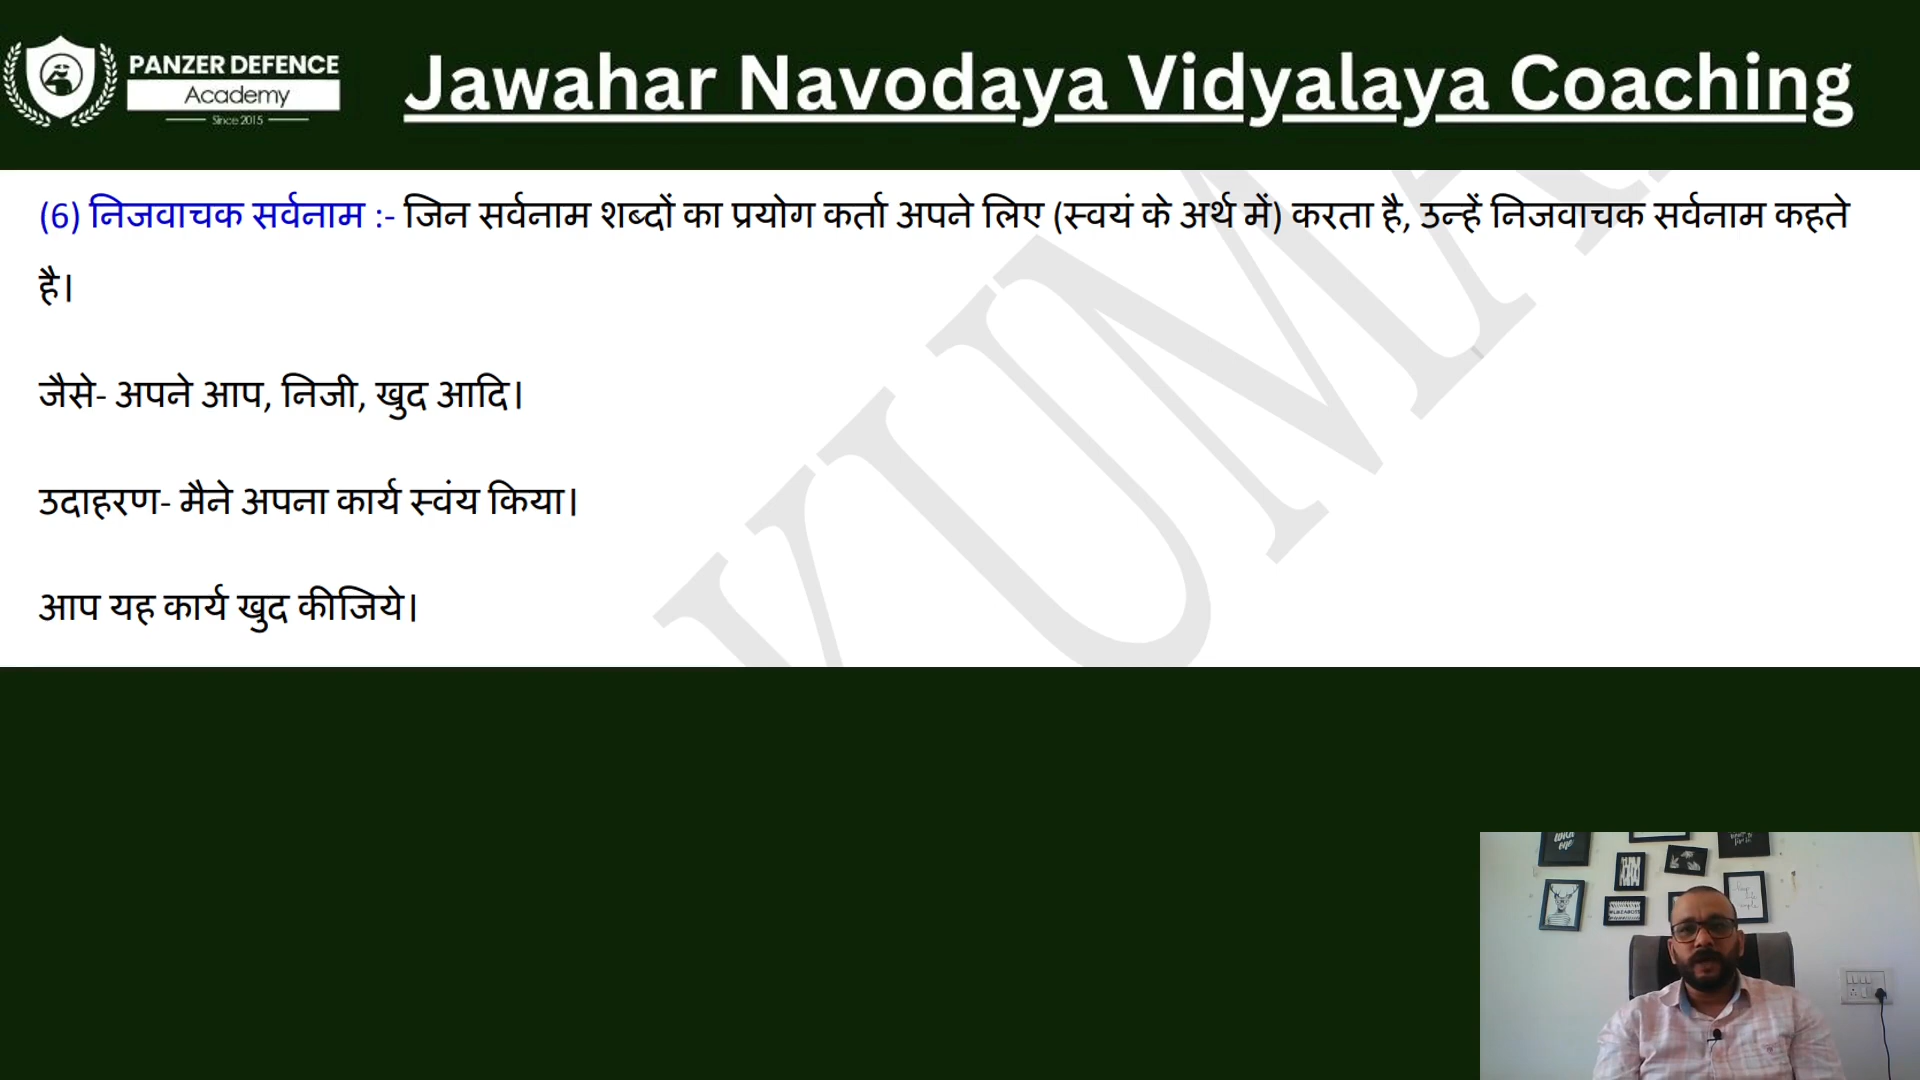 PANZER DEFENCE
Academy
Since 2015
Jawahar Navodaya Vidyalaya Coaching
(6) निजवाचक सर्वनाम :- जिन सर्वनाम शब्दों का प्रयोग कर्ता अपने लिए (स्वयं के अर्थ में) करता है, उन्हें निजवाचक सर्वनाम कहते
है।
जैसे- अपने आप, निजी, खुद आदि।
उदाहरण- मैने अपना कार्य स्वंय किया।
आप यह कार्य खुद कीजिये।